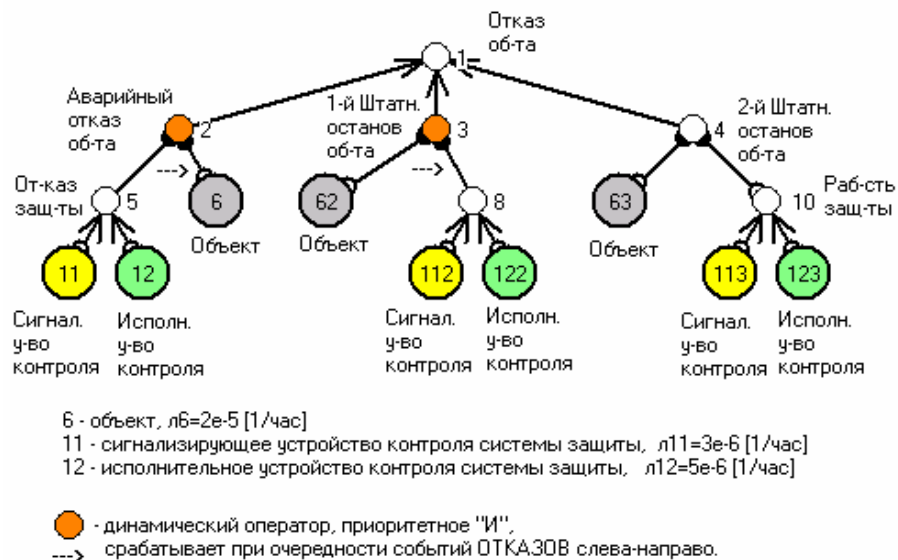 Отказ
об-та
1
Аварийный
отказ
об-та
2
1-й Штатн.
останов
об-та
3
4
2-й Штатн.
останов
об-та
--->
--->
От-каз
защ-ты
5
6
62
8
63
10
Раб-сть
защ-ты
Объект
Объект
Объект
11
12
112
122
113
123
Сигнал.
у-во
контроля
Исполн.
у-во
контроля
Сигнал.
у-во
контроля
Исполн.
у-во
контроля
Сигнал.
у-во
контроля
Исполн.
у-во
контроля
6 - объект, л6=2е-5 [1/час]
11 - сигнализирующее устройство контроля системы защиты, л11=3е-6 [1/час]
12 - исполнительное устройство контроля системы защиты, л12=5е-6 [1/час]
- динамический оператор, приоритетное "И",
---> срабатывает при очередности событий ОТКАЗОВ слева-направо.